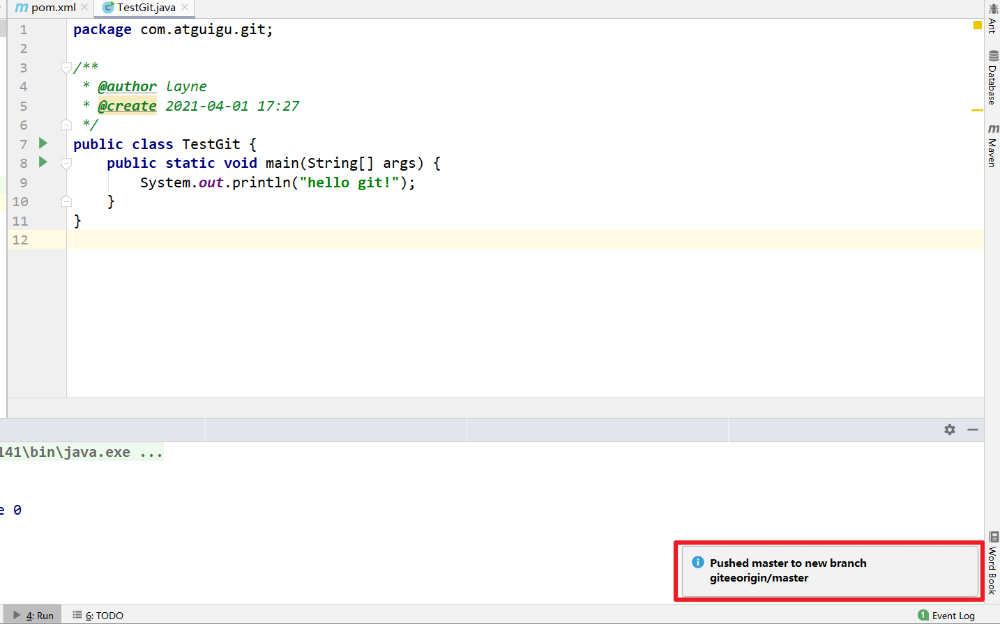 pom.xml
TestGit.java
1 package com.atguigu.git;
2
3 /**
4 * @author layne
5 * @create 2021-04-01 17:27
6 */
7 public class TestGit {
8 public static void main(String[] args) {
9 System.out.println("hello git!");
10 }
11 }
12
Ant
Database
Maven
141\bin\java.exe ...
e 0
Pushed master to new branch
giteeorigin/master
Word Book
4: Run
6: TODO
1 Event Log